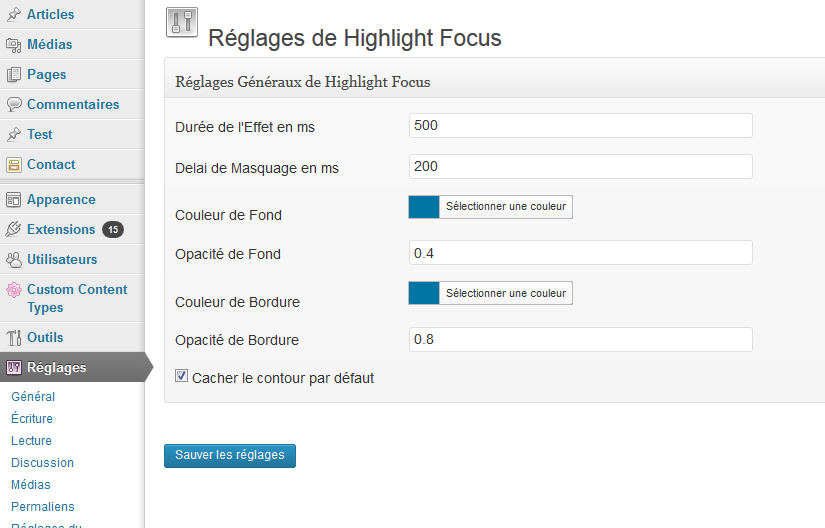 Articles
Médias
Pages
Commentaires
Test
Contact
Apparence
Extensions 15
Utilisateurs
Custom Content
Types
Outils
Réglages
Général
Écriture
Lecture
Discussion
Médias
Permaliens
Réglages du
Réglages de Highlight Focus
Réglages Généraux de Highlight Focus
Durée de l'Effet en ms 500
Delai de Masquage en ms 200
Couleur de Fond Sélectionner une couleur
Opacité de Fond 0.4
Couleur de Bordure Sélectionner une couleur
Opacité de Bordure 0.8
Cacher le contour par défaut
Sauver les réglages